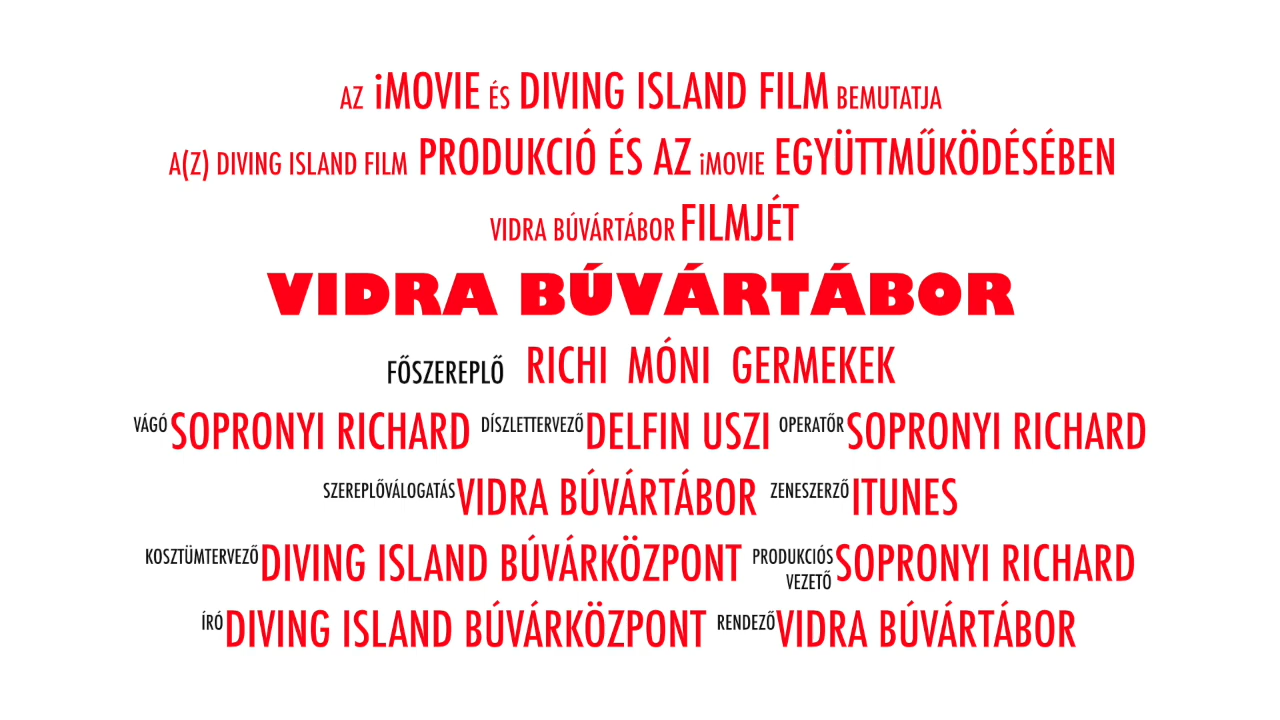 AZ iMOVIE ÉS DIVING ISLAND FILM BEMUTATJA
A(Z) DIVING ISLAND FILM PRODUKCIÓ ÉS AZ iMOVIE EGYÜTTMŰKÖDÉSÉBEN
VIDRA BÚVÁRTÁBOR FILMJÉT
VIDRA BÚVÁRTÁBOR
FŐSZEREPLŐ RICHI MÓNI GERMEKEK
VÁGÓ SOPRONYI RICHARD DÍSZLETTERVEZŐ DELFIN USZI OPERATŐR SOPRONYI RICHARD
SZEREPLŐVÁLOGATÁS VIDRA BÚVÁRTÁBOR ZENESZERZŐ ITUNES
KOSZTÜMTERVEZŐ DIVING ISLAND BÚVÁRKÖZPONT PRODUKCIÓS VEZETŐ SOPRONYI RICHARD
ÍRÓ DIVING ISLAND BÚVÁRKÖZPONT RENDEZŐ VIDRA BÚVÁRTÁBOR